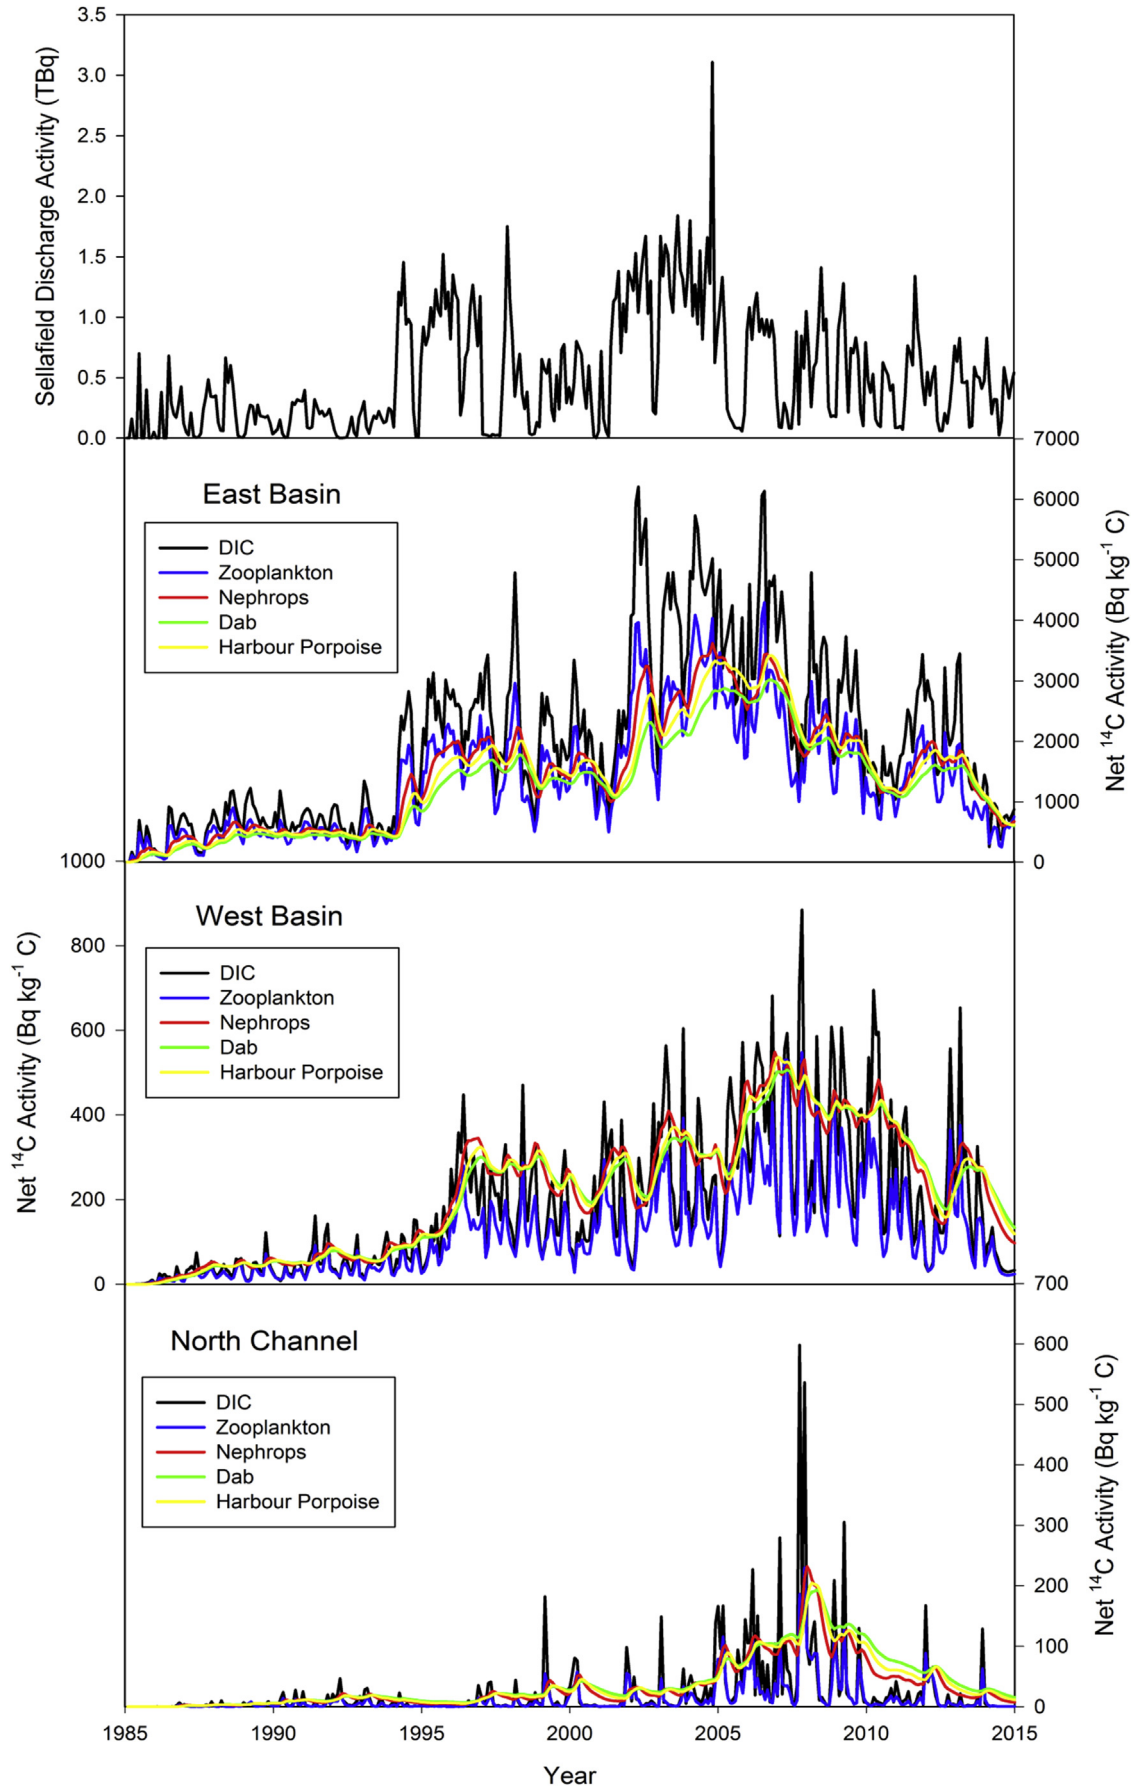 3.5
3.0
2.5
2.0
1.5
1.0
0.5
0.0
Sellafield Discharge Activity (TBq)
East Basin
DIC
Zooplankton
Nephrops
Dab
Harbour Porpoise
7000
6000
5000
4000
3000
2000
1000
0
Net ¹⁴C Activity (Bq kg⁻¹ C)
1000
800
600
400
200
0
Net ¹⁴C Activity (Bq kg⁻¹ C)
West Basin
DIC
Zooplankton
Nephrops
Dab
Harbour Porpoise
North Channel
DIC
Zooplankton
Nephrops
Dab
Harbour Porpoise
700
600
500
400
300
200
100
0
Net ¹⁴C Activity (Bq kg⁻¹ C)
1985 1990 1995 2000 2005 2010 2015
Year